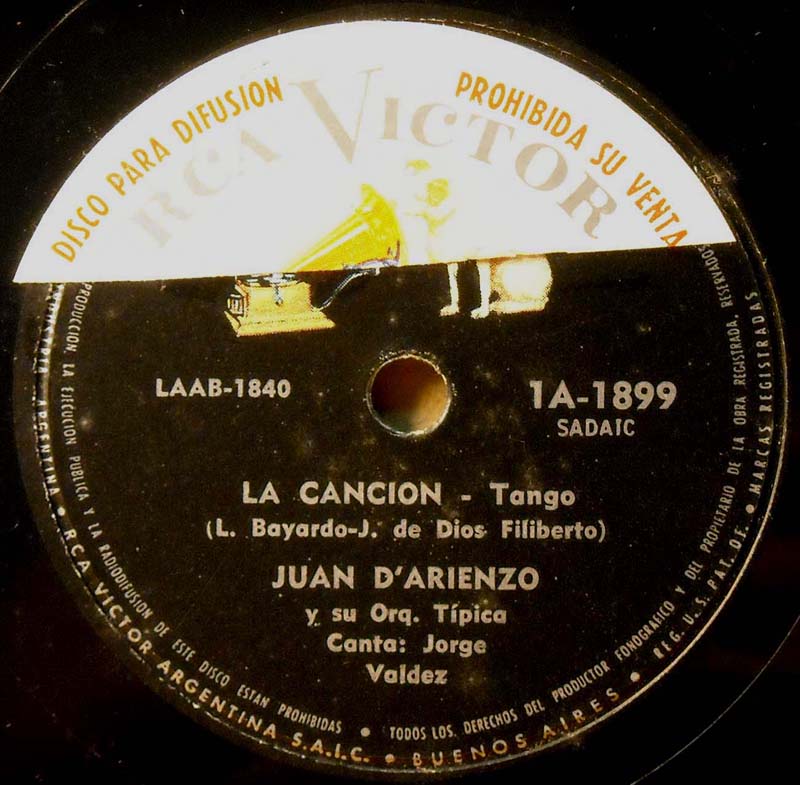 DISCO PARA DIFUSION
PROHIBIDA SU VENTA
RCA VICTOR
LAAB-1840
1A-1899
SADAIC
LA CANCION - Tango
(L. Bayardo-J. de Dios Filiberto)
JUAN D'ARIENZO
y su Orq. Típica
Canta: Jorge
Valdez
PRODUCCION, LA EJECUCION PUBLICA Y LA RADIODIFUSION DE ESTE DISCO ESTAN PROHIBIDAS • TODOS LOS DERECHOS DEL PRODUCTOR FONOGRAFICO Y DEL PROPIETARIO DE LA OBRA REGISTRADA, RESERVADOS
INDUSTRIA ARGENTINA • RCA VICTOR ARGENTINA S.A.I.C. • BUENOS AIRES • REG. U. S. PAT. OF. • MARCAS REGISTRADAS